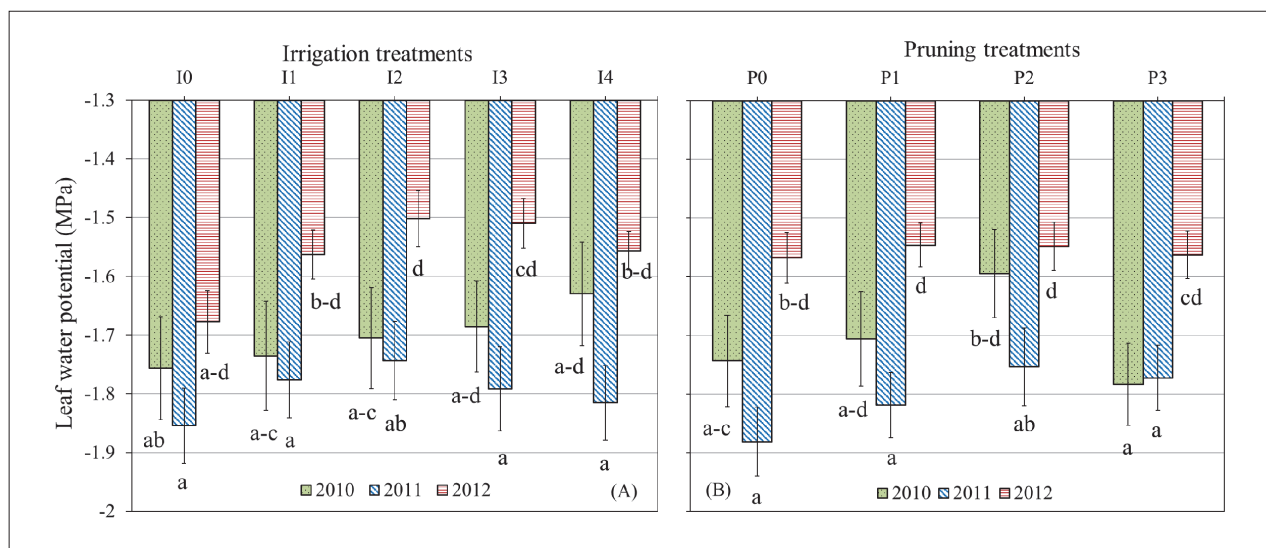 Irrigation treatments
I0 I1 I2 I3 I4
Pruning treatments
P0 P1 P2 P3
Leaf water potential (MPa)
-1.3
-1.4
-1.5
-1.6
-1.7
-1.8
-1.9
-2
ab
a
a-d
a-c
a
b-d
a-c
ab
d
a-d
a
cd
a-d
a
b-d
2010 2011 2012 (A)
a-c
a
b-d
a-d
a
d
b-d
ab
d
a
a
cd
(B) 2010 2011 2012